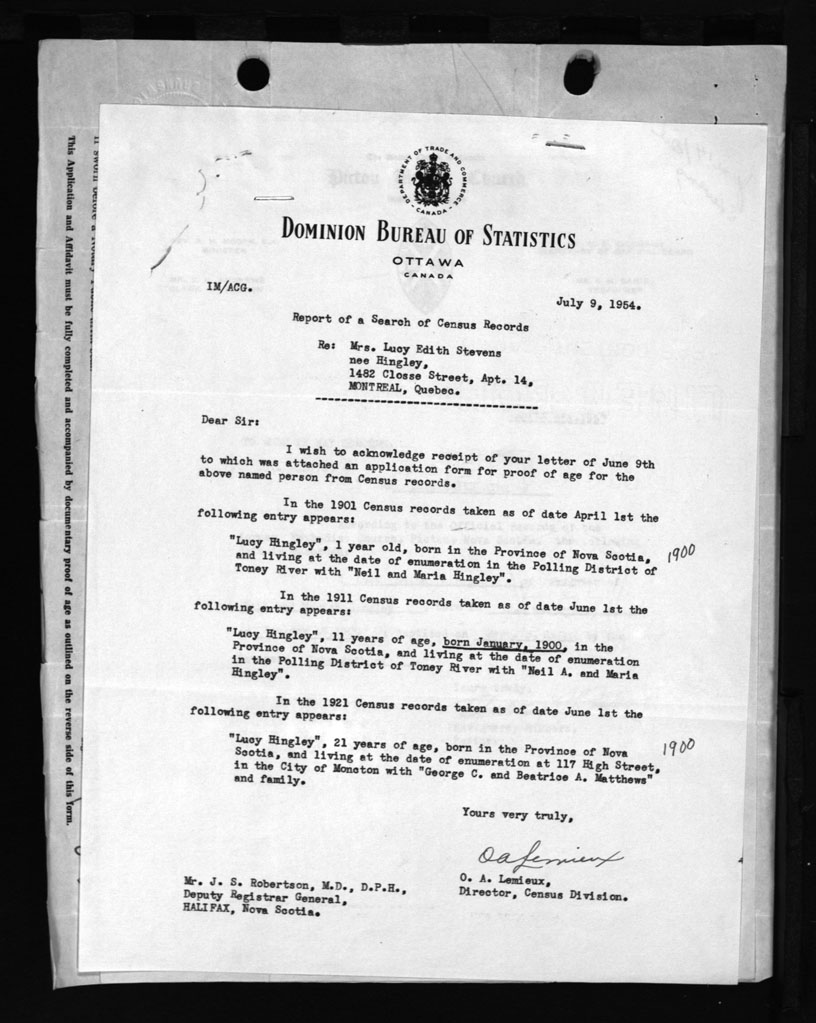 DEPARTMENT OF TRADE AND COMMERCE
- CANADA -
DOMINION BUREAU OF STATISTICS
OTTAWA
CANADA
IM/ACG.
July 9, 1954.
Report of a Search of Census Records
Re: Mrs. Lucy Edith Stevens
nee Hingley,
1482 Closse Street, Apt. 14,
MONTREAL, Quebec.
Dear Sir:
I wish to acknowledge receipt of your letter of June 9th
to which was attached an application form for proof of age for the
above named person from Census records.
In the 1901 Census records taken as of date April 1st the
following entry appears:
"Lucy Hingley", 1 year old, born in the Province of Nova Scotia,
and living at the date of enumeration in the Polling District of
Toney River with "Neil and Maria Hingley".
1900
In the 1911 Census records taken as of date June 1st the
following entry appears:
"Lucy Hingley", 11 years of age, born January, 1900, in the
Province of Nova Scotia, and living at the date of enumeration
in the Polling District of Toney River with "Neil A. and Maria
Hingley".
In the 1921 Census records taken as of date June 1st the
following entry appears:
"Lucy Hingley", 21 years of age, born in the Province of Nova
Scotia, and living at the date of enumeration at 117 High Street,
in the City of Moncton with "George C. and Beatrice A. Matthews"
and family.
1900
Yours very truly,
OALemieux
O. A. Lemieux,
Director, Census Division.
Mr. J. S. Robertson, M.D., D.P.H.,
Deputy Registrar General,
HALIFAX, Nova Scotia.
This Application and Affidavit must be fully completed and accompanied by documentary proof of age as outlined on the reverse side of this form.